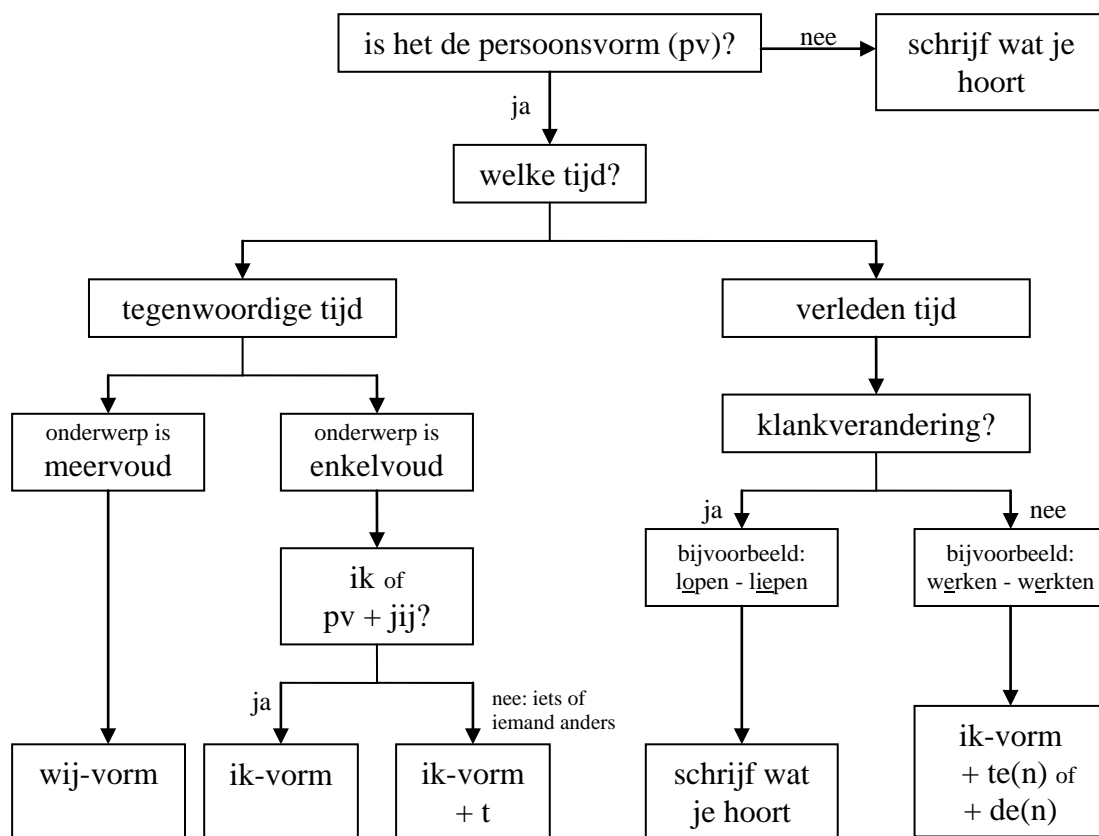 is het de persoonsvorm (pv)?
nee
schrijf wat je
hoort
ja
welke tijd?
tegenwoordige tijd
verleden tijd
onderwerp is
meervoud
onderwerp is
enkelvoud
klankverandering?
ja
nee
ik of
pv + jij?
bijvoorbeeld:
lopen - liepen
bijvoorbeeld:
werken - werkten
ja
nee: iets of
iemand anders
wij-vorm
ik-vorm
ik-vorm
+ t
schrijf wat
je hoort
ik-vorm
+ te(n) of
+ de(n)